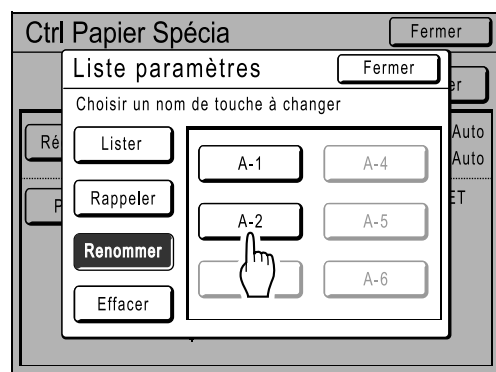 Ctrl Papier Spécia
Fermer
Liste paramètres
Fermer
Choisir un nom de touche à changer
Lister
Rappeler
Renommer
Effacer
A-1
A-4
A-2
A-5
A-6
Auto
Auto